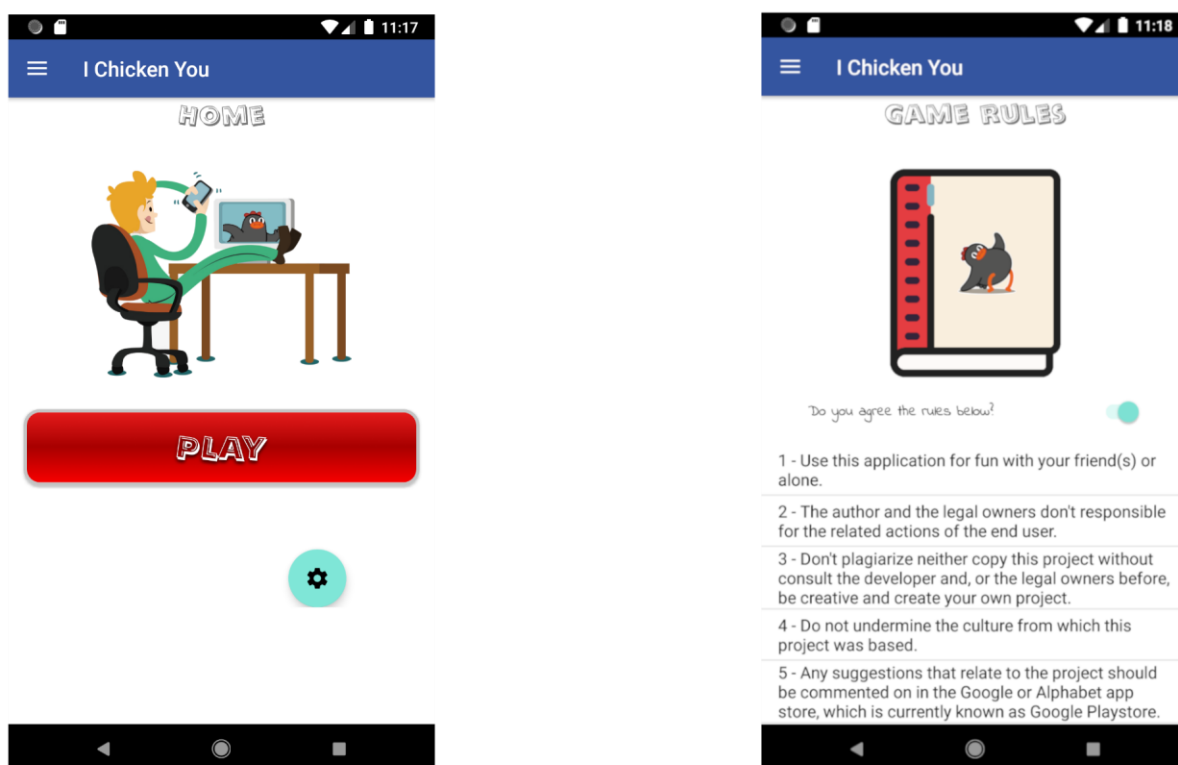 11:17
I Chicken You
HOME
PLAY
11:18
I Chicken You
GAME RULES
Do you agree the rules below?
1 - Use this application for fun with your friend(s) or
alone.
2 - The author and the legal owners don't responsible
for the related actions of the end user.
3 - Don't plagiarize neither copy this project without
consult the developer and, or the legal owners before,
be creative and create your own project.
4 - Do not undermine the culture from which this
project was based.
5 - Any suggestions that relate to the project should
be commented on in the Google or Alphabet app
store, which is currently known as Google Playstore.